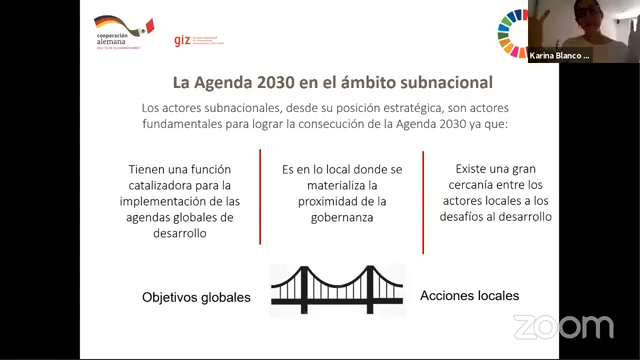 cooperación
alemana
giz
Karina Blanco ...
La Agenda 2030 en el ámbito subnacional
Los actores subnacionales, desde su posición estratégica, son actores
fundamentales para lograr la consecución de la Agenda 2030 ya que:
Tienen una función
catalizadora para la
implementación de las
agendas globales de
desarrollo
Es en lo local donde se
materializa la
proximidad de la
gobernanza
Existe una gran
cercanía entre los
actores locales a los
desafíos al desarrollo
Objetivos globales
Acciones locales
zoom